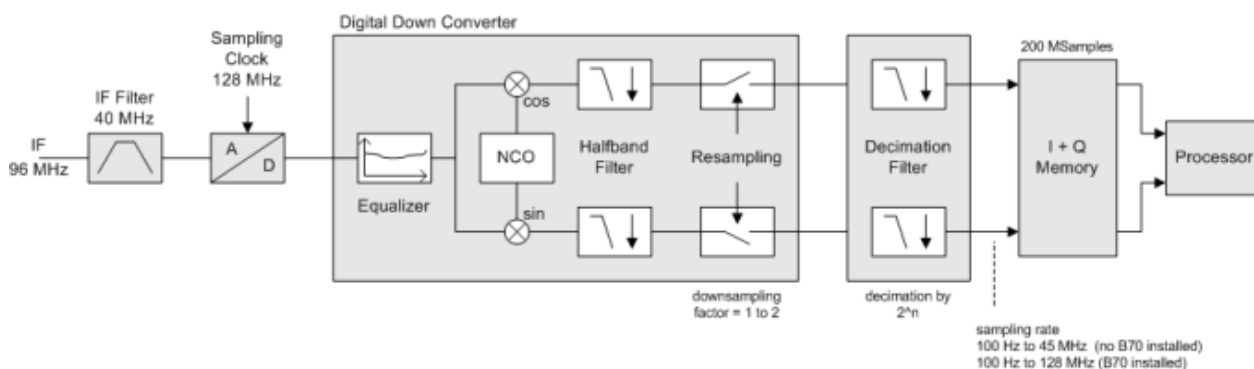 Digital Down Converter
Sampling
Clock
128 MHz
IF Filter
40 MHz
IF
96 MHz
A
D
Equalizer
cos
NCO
sin
Halfband
Filter
Resampling
downsampling
factor = 1 to 2
Decimation
Filter
decimation by
2^n
200 MSamples
I + Q
Memory
Processor
sampling rate
100 Hz to 45 MHz (no B70 installed)
100 Hz to 128 MHz (B70 installed)